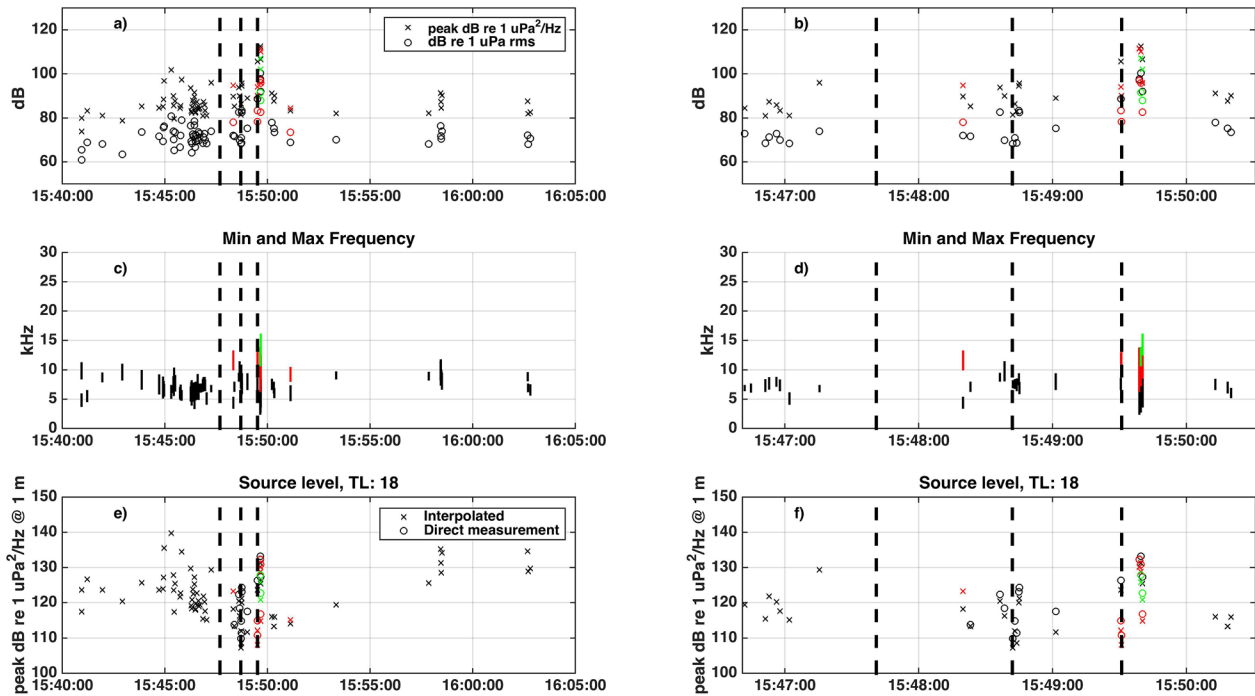 a)
× peak dB re 1 uPa²/Hz
○ dB re 1 uPa rms
dB
120
100
80
60
15:40:00 15:45:00 15:50:00 15:55:00 16:00:00 16:05:00
b)
dB
120
100
80
60
15:47:00 15:48:00 15:49:00 15:50:00
Min and Max Frequency
c)
kHz
30
25
20
15
10
5
0
15:40:00 15:45:00 15:50:00 15:55:00 16:00:00 16:05:00
Min and Max Frequency
d)
kHz
30
25
20
15
10
5
0
15:47:00 15:48:00 15:49:00 15:50:00
Source level, TL: 18
e)
× Interpolated
○ Direct measurement
peak dB re 1 uPa²/Hz @ 1 m
150
140
130
120
110
100
15:40:00 15:45:00 15:50:00 15:55:00 16:00:00 16:05:00
Source level, TL: 18
f)
peak dB re 1 uPa²/Hz @ 1 m
150
140
130
120
110
100
15:47:00 15:48:00 15:49:00 15:50:00